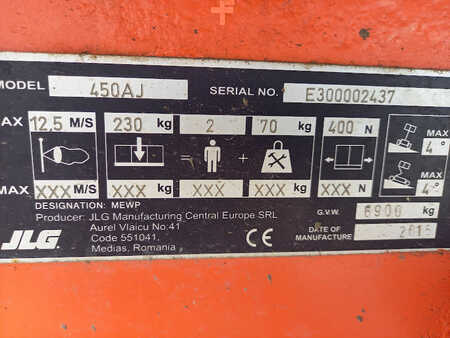 MODEL 450AJ SERIAL NO. E300002437
MAX 12,5 M/S 230 kg 2 70 kg 400 N MAX
4°
+
MAX XXX M/S XXX kg XXX XXX kg XXX N MAX
4°
DESIGNATION: MEWP
Producer: JLG Manufacturing Central Europe SRL
Aurel Vlaicu No:41
Code 551041,
Medias, Romania
JLG
CE
G.V.W. 6900 kg
DATE OF
MANUFACTURE 2015